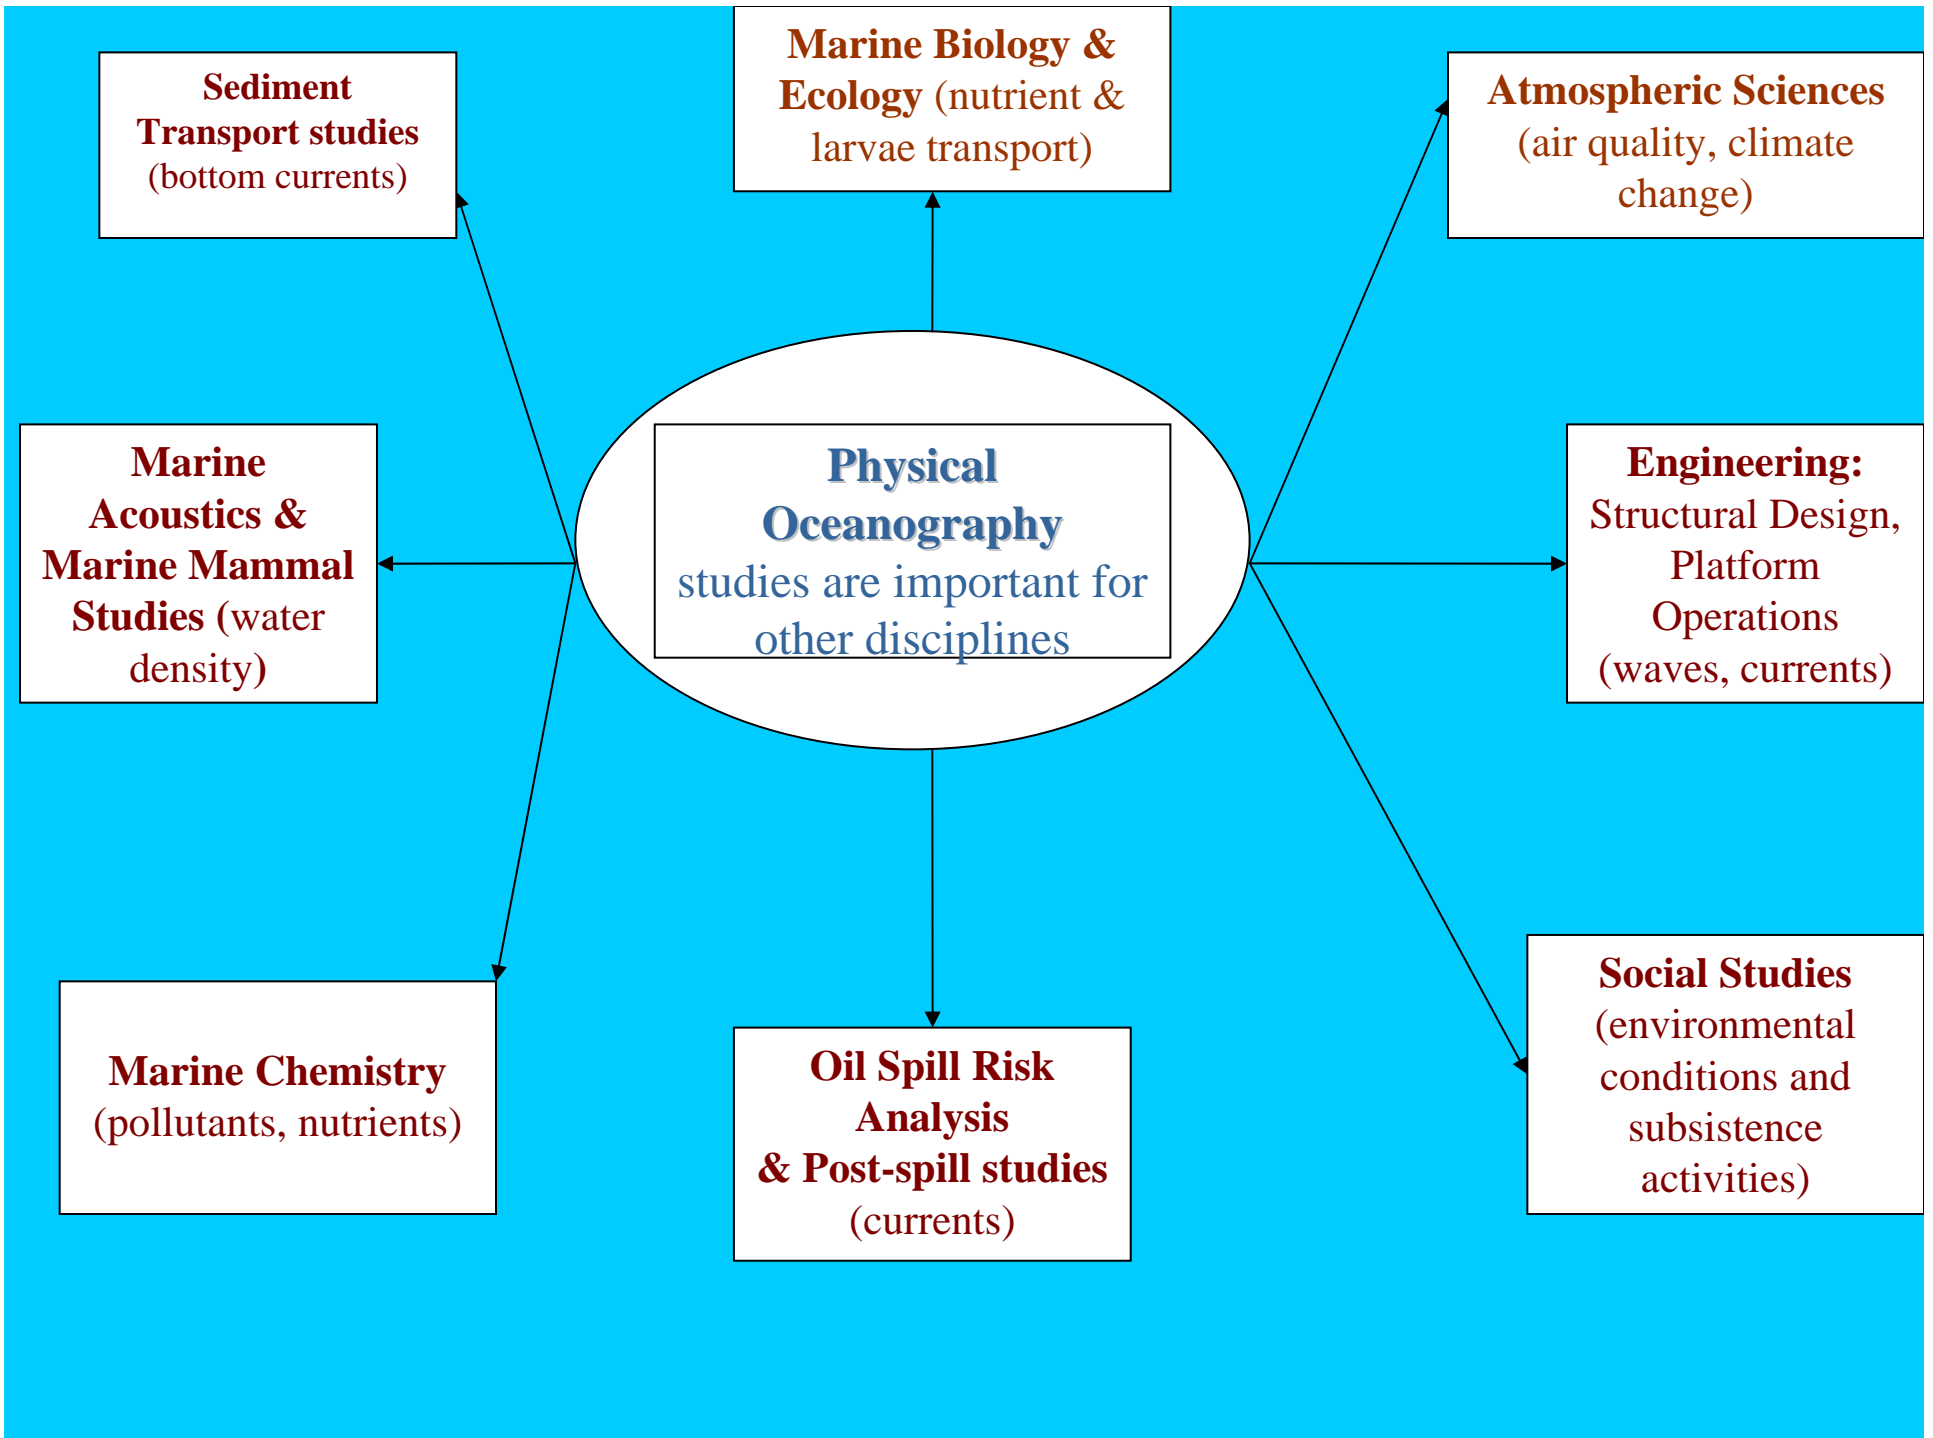 Sediment
Transport studies
(bottom currents)
Marine Biology &
Ecology (nutrient &
larvae transport)
Atmospheric Sciences
(air quality, climate
change)
Marine
Acoustics &
Marine Mammal
Studies (water
density)
Physical
Oceanography
studies are important for
other disciplines
Engineering:
Structural Design,
Platform
Operations
(waves, currents)
Marine Chemistry
(pollutants, nutrients)
Oil Spill Risk
Analysis
& Post-spill studies
(currents)
Social Studies
(environmental
conditions and
subsistence
activities)